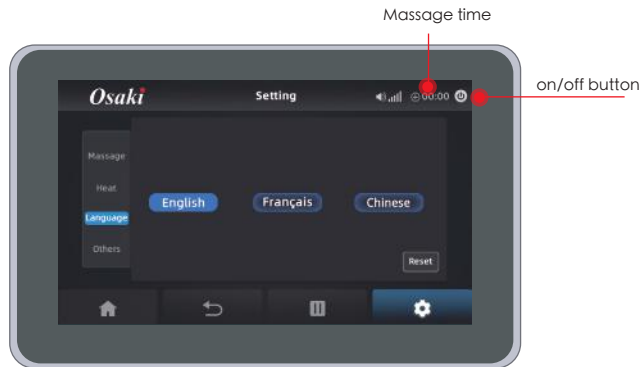 Massage time
on/off button
Osaki
Setting
00:00
Massage
Heat
Language
Others
English
Français
Chinese
Reset